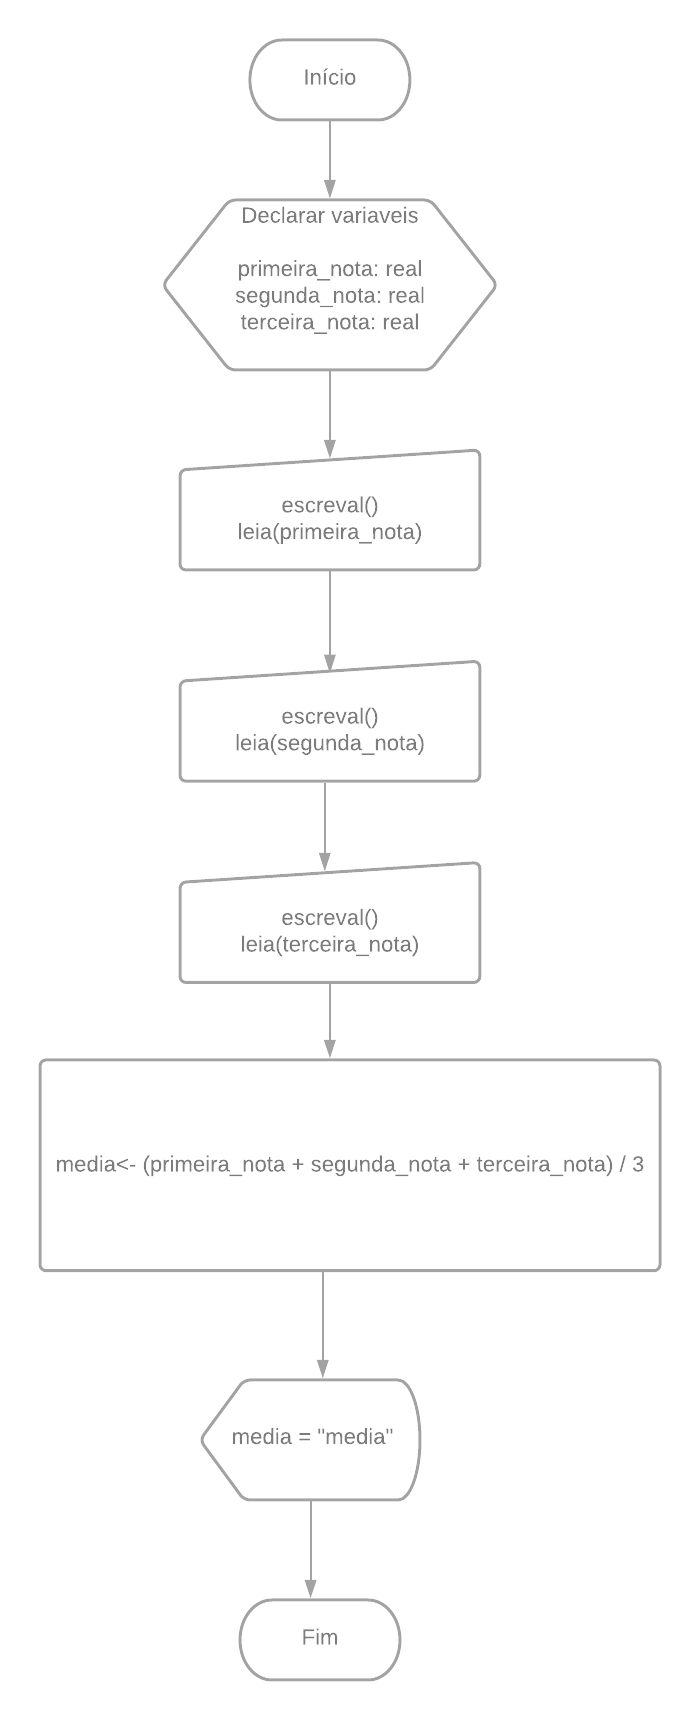 Início
Declarar variaveis
primeira_nota: real
segunda_nota: real
terceira_nota: real
escreval()
leia(primeira_nota)
escreval()
leia(segunda_nota)
escreval()
leia(terceira_nota)
media<- (primeira_nota + segunda_nota + terceira_nota) / 3
media = "media"
Fim